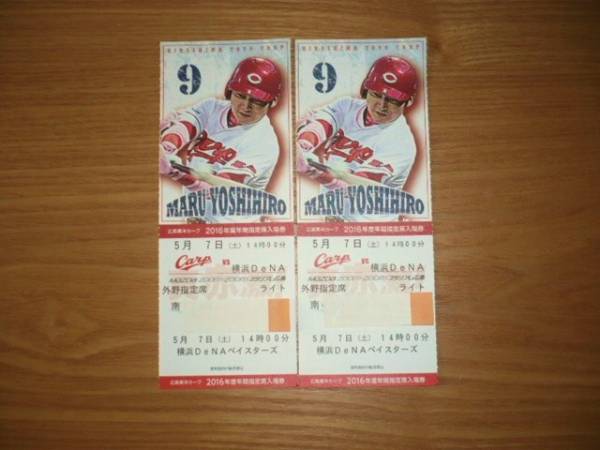 HIROSHIMA TOYO CARP
9
Carp
MARU-YOSHIHIRO
広島東洋カープ 2016年度年間指定席入場券
5月 7日(土) 14時00分
Carp VS 横浜DeNA
外野指定席 ライト
南
5月 7日(土) 14時00分
横浜DeNAベイスターズ
広島東洋カープ 2016年度年間指定席入場券
HIROSHIMA TOYO CARP
9
Carp
MARU-YOSHIHIRO
広島東洋カープ 2016年度年間指定席入場券
5月 7日(土) 14時00分
Carp VS 横浜DeNA
外野指定席 ライト
南
5月 7日(土) 14時00分
横浜DeNAベイスターズ
広島東洋カープ 2016年度年間指定席入場券